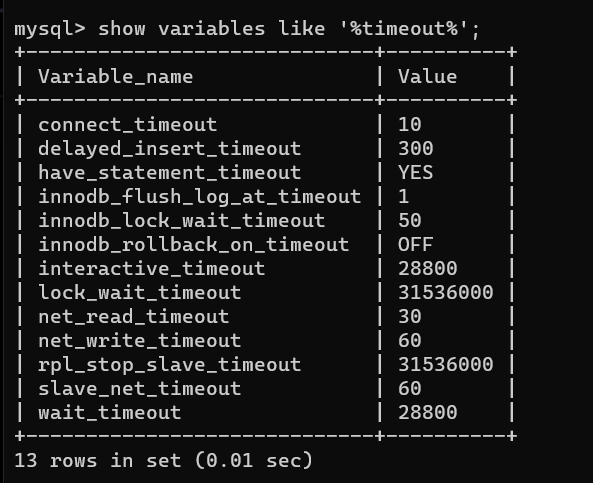 mysql> show variables like '%timeout%';
+-----------------------------+----------+
| Variable_name               | Value    |
+-----------------------------+----------+
| connect_timeout             | 10       |
| delayed_insert_timeout      | 300      |
| have_statement_timeout      | YES      |
| innodb_flush_log_at_timeout | 1        |
| innodb_lock_wait_timeout    | 50       |
| innodb_rollback_on_timeout  | OFF      |
| interactive_timeout         | 28800    |
| lock_wait_timeout           | 31536000 |
| net_read_timeout            | 30       |
| net_write_timeout           | 60       |
| rpl_stop_slave_timeout      | 31536000 |
| slave_net_timeout           | 60       |
| wait_timeout                | 28800    |
+-----------------------------+----------+
13 rows in set (0.01 sec)